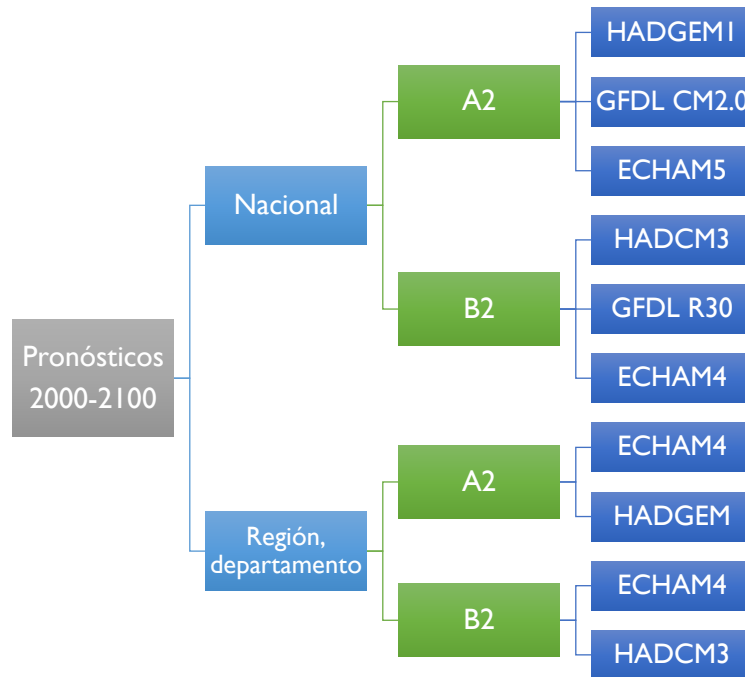 Pronósticos
2000-2100
Nacional
A2
HADGEM1
GFDL CM2.0
ECHAM5
B2
HADCM3
GFDL R30
ECHAM4
Región,
departamento
A2
ECHAM4
HADGEM
B2
ECHAM4
HADCM3